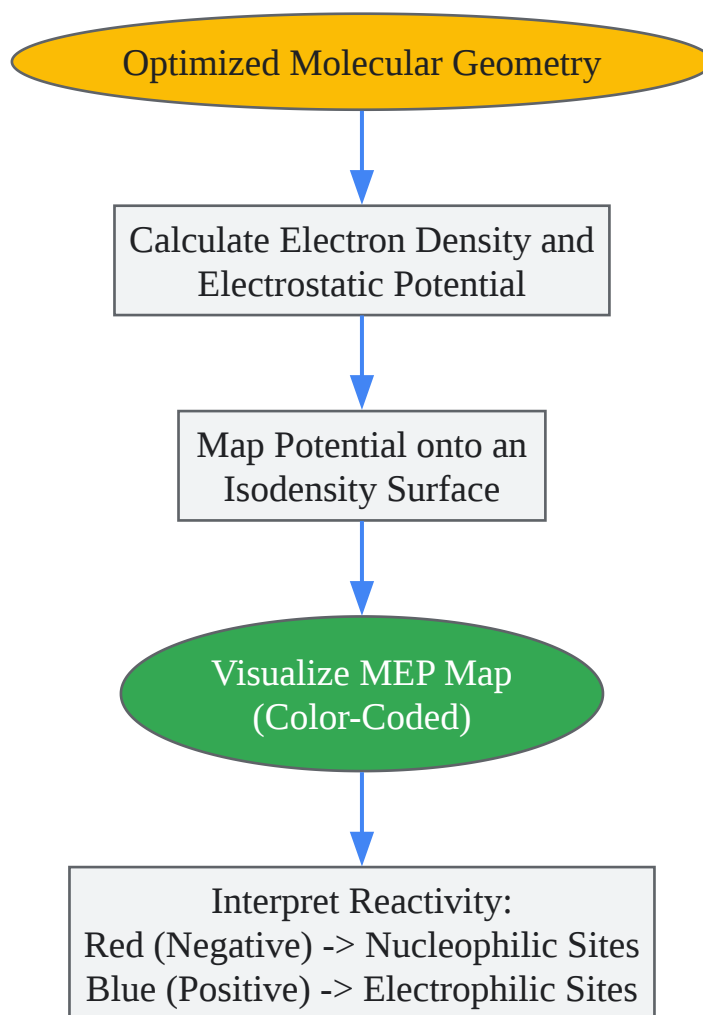 Optimized Molecular Geometry
Calculate Electron Density and
Electrostatic Potential
Map Potential onto an
Isodensity Surface
Visualize MEP Map
(Color-Coded)
Interpret Reactivity:
Red (Negative) -> Nucleophilic Sites
Blue (Positive) -> Electrophilic Sites